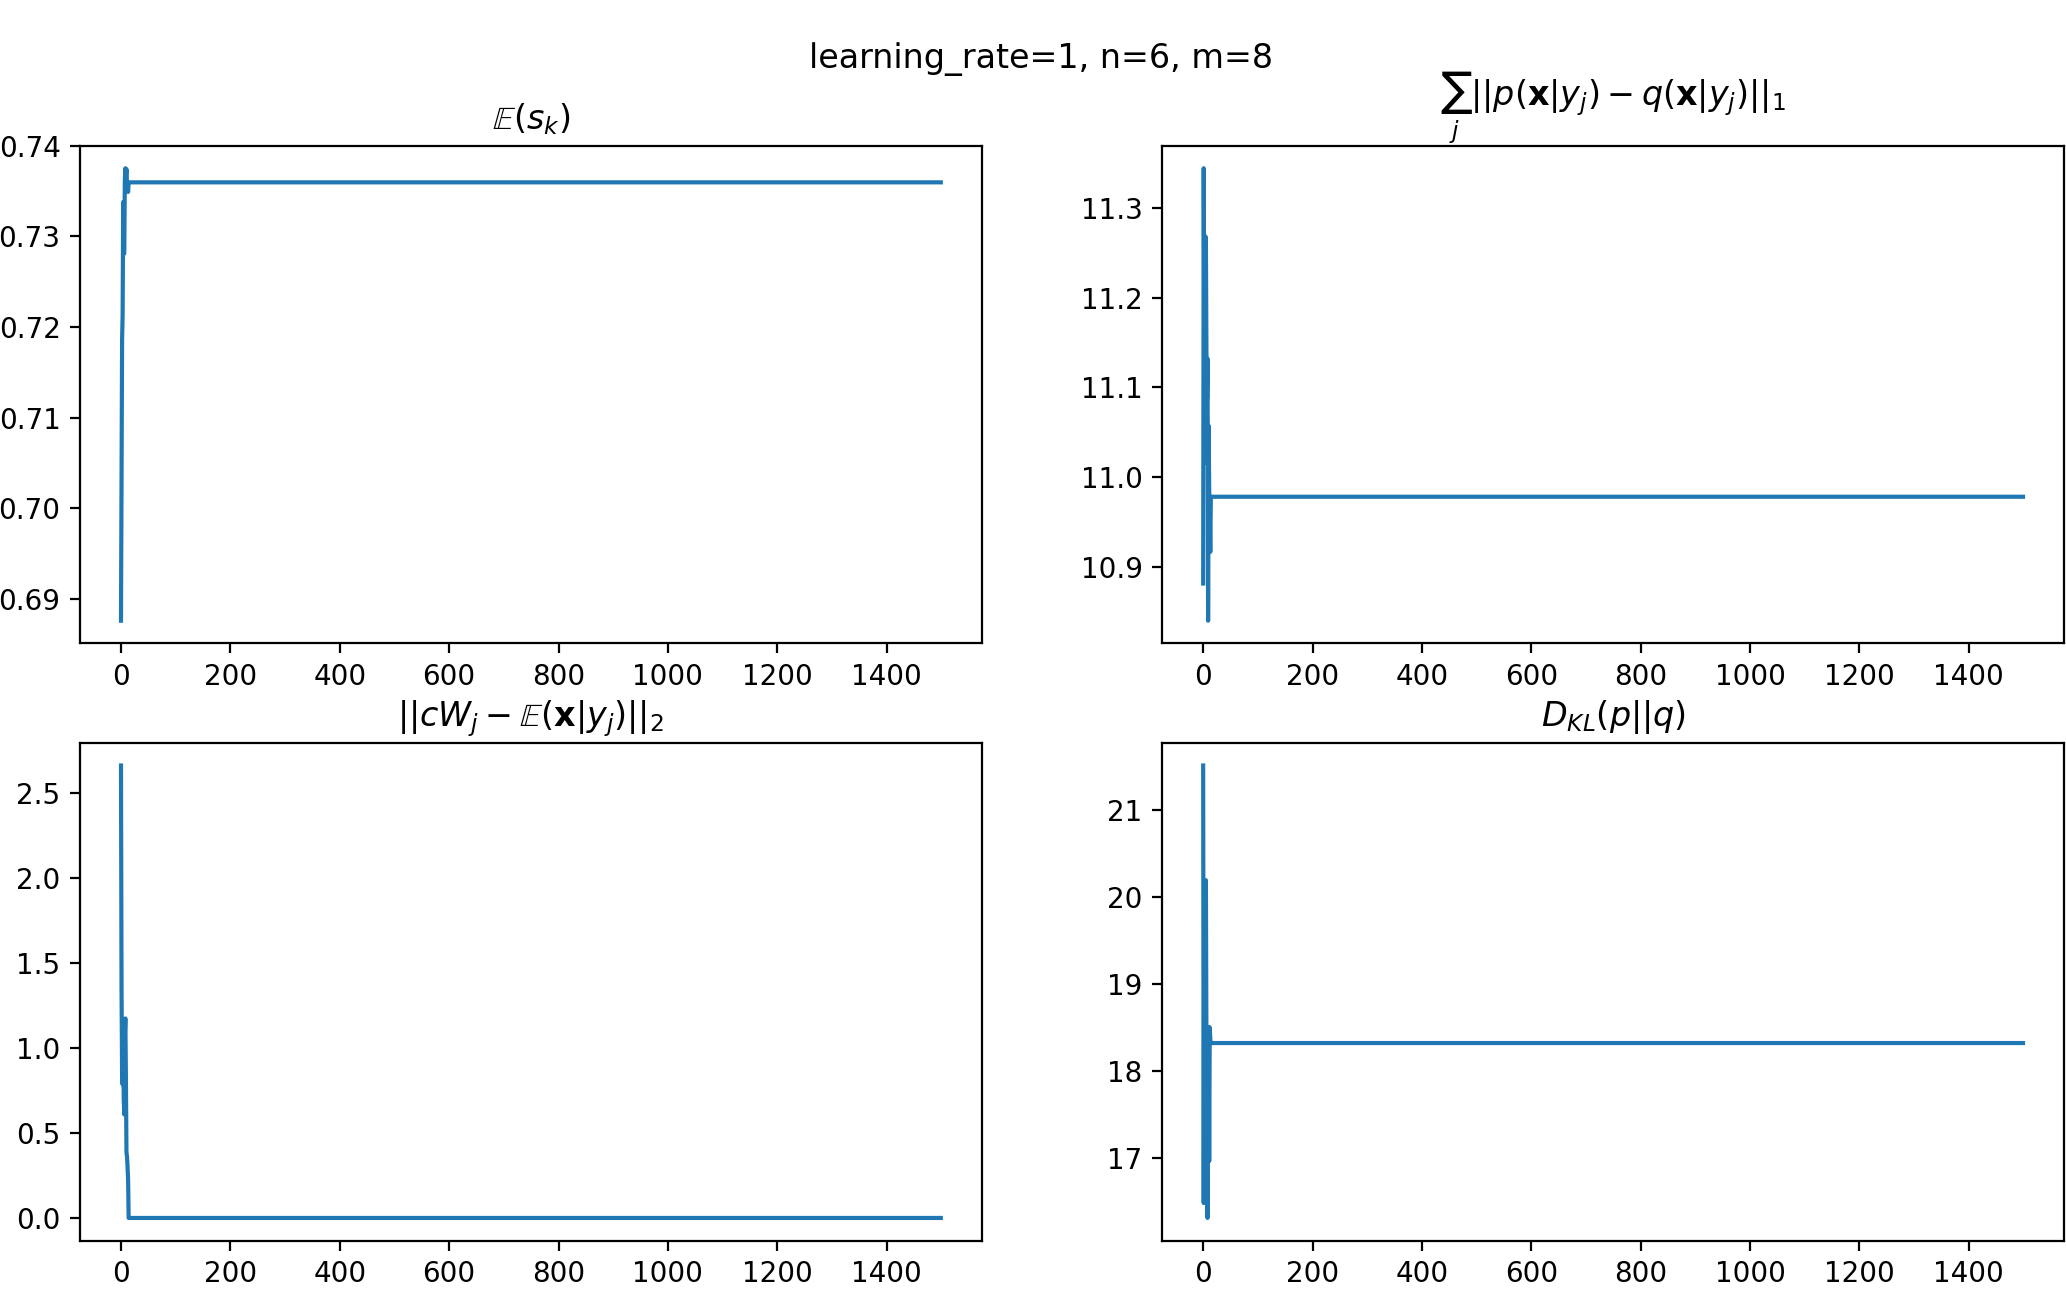 learning_rate=1, n=6, m=8
𝔼(s_k)
0.74
0.73
0.72
0.71
0.70
0.69
0 200 400 600 800 1000 1200 1400
∑_j ||p(𝐱|y_j) − q(𝐱|y_j)||_1
11.3
11.2
11.1
11.0
10.9
0 200 400 600 800 1000 1200 1400
||cW_j − 𝔼(𝐱|y_j)||_2
2.5
2.0
1.5
1.0
0.5
0.0
0 200 400 600 800 1000 1200 1400
D_{KL}(p||q)
21
20
19
18
17
0 200 400 600 800 1000 1200 1400